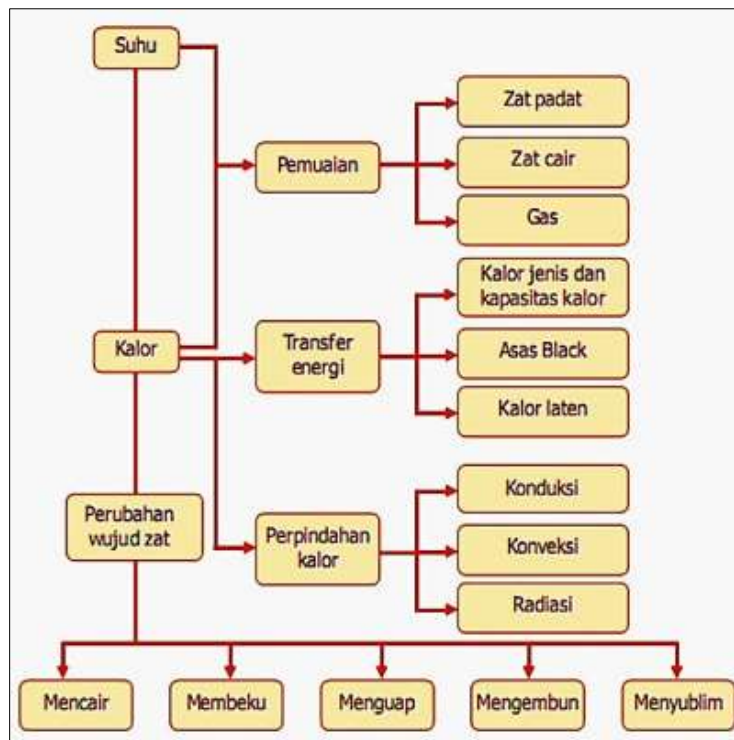 Suhu
Zat padat
Pemuaian
Zat cair
Gas
Kalor jenis dan
kapasitas kalor
Kalor
Transfer
energi
Asas Black
Kalor laten
Perubahan
wujud zat
Konduksi
Perpindahan
kalor
Konveksi
Radiasi
Mencair
Membeku
Menguap
Mengembun
Menyublim